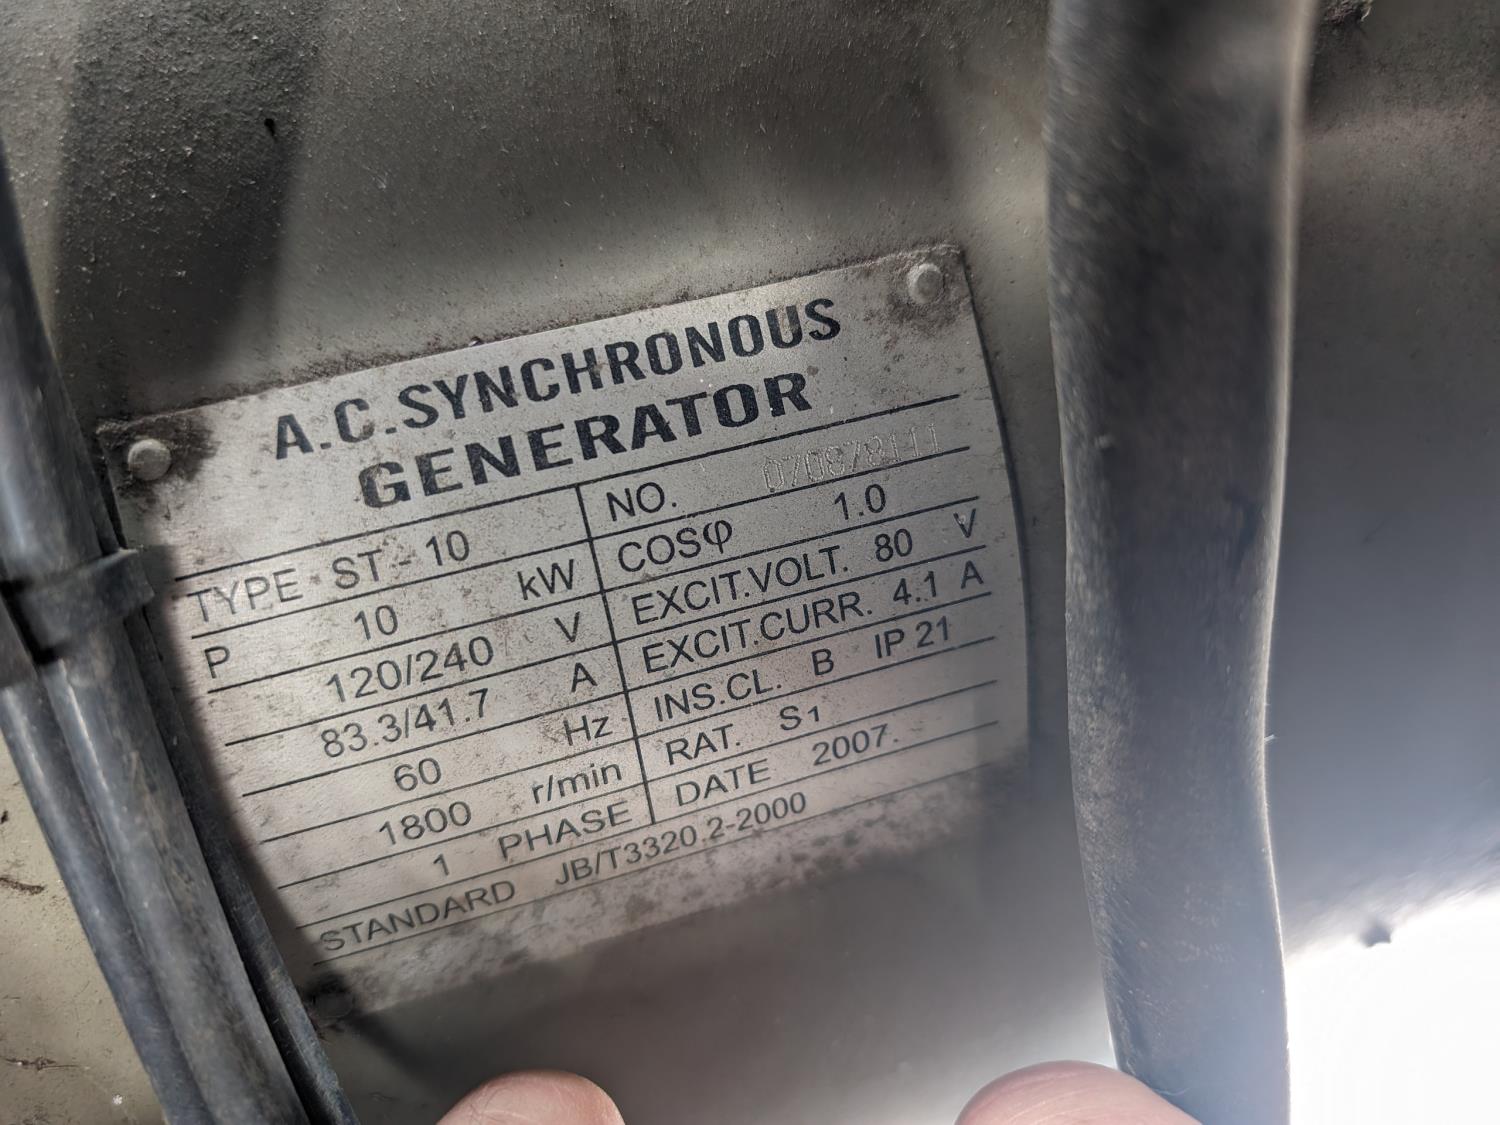 A.C.SYNCHRONOUS
GENERATOR
TYPE ST-10 NO. 070878111
P 10 kW COSφ 1.0
120/240 V EXCIT.VOLT. 80 V
83.3/41.7 A EXCIT.CURR. 4.1 A
60 Hz INS.CL. B IP 21
1800 r/min RAT. S1
1 PHASE DATE 2007.
STANDARD JB/T3320.2-2000